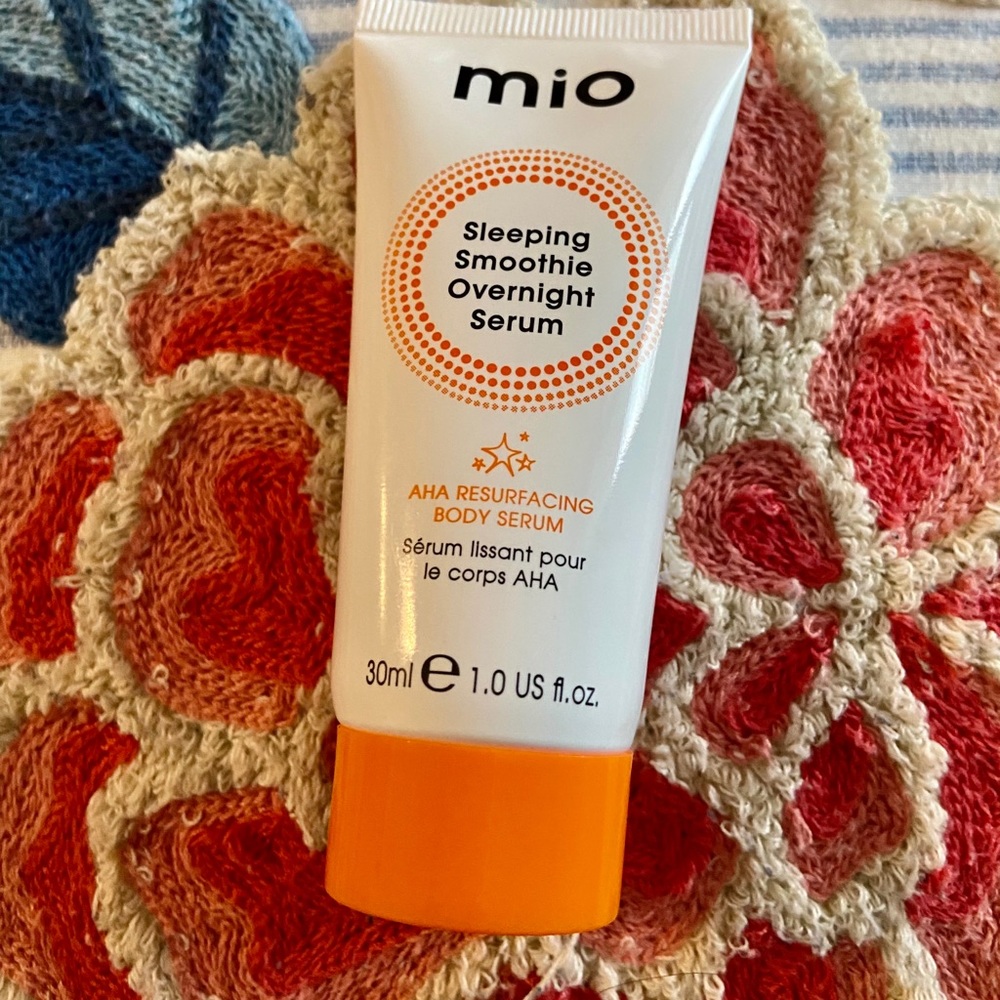 mio
Sleeping
Smoothie
Overnight
Serum
AHA RESURFACING
BODY SERUM
Sérum lissant pour
le corps AHA
30ml e 1.0 US fl.oz.